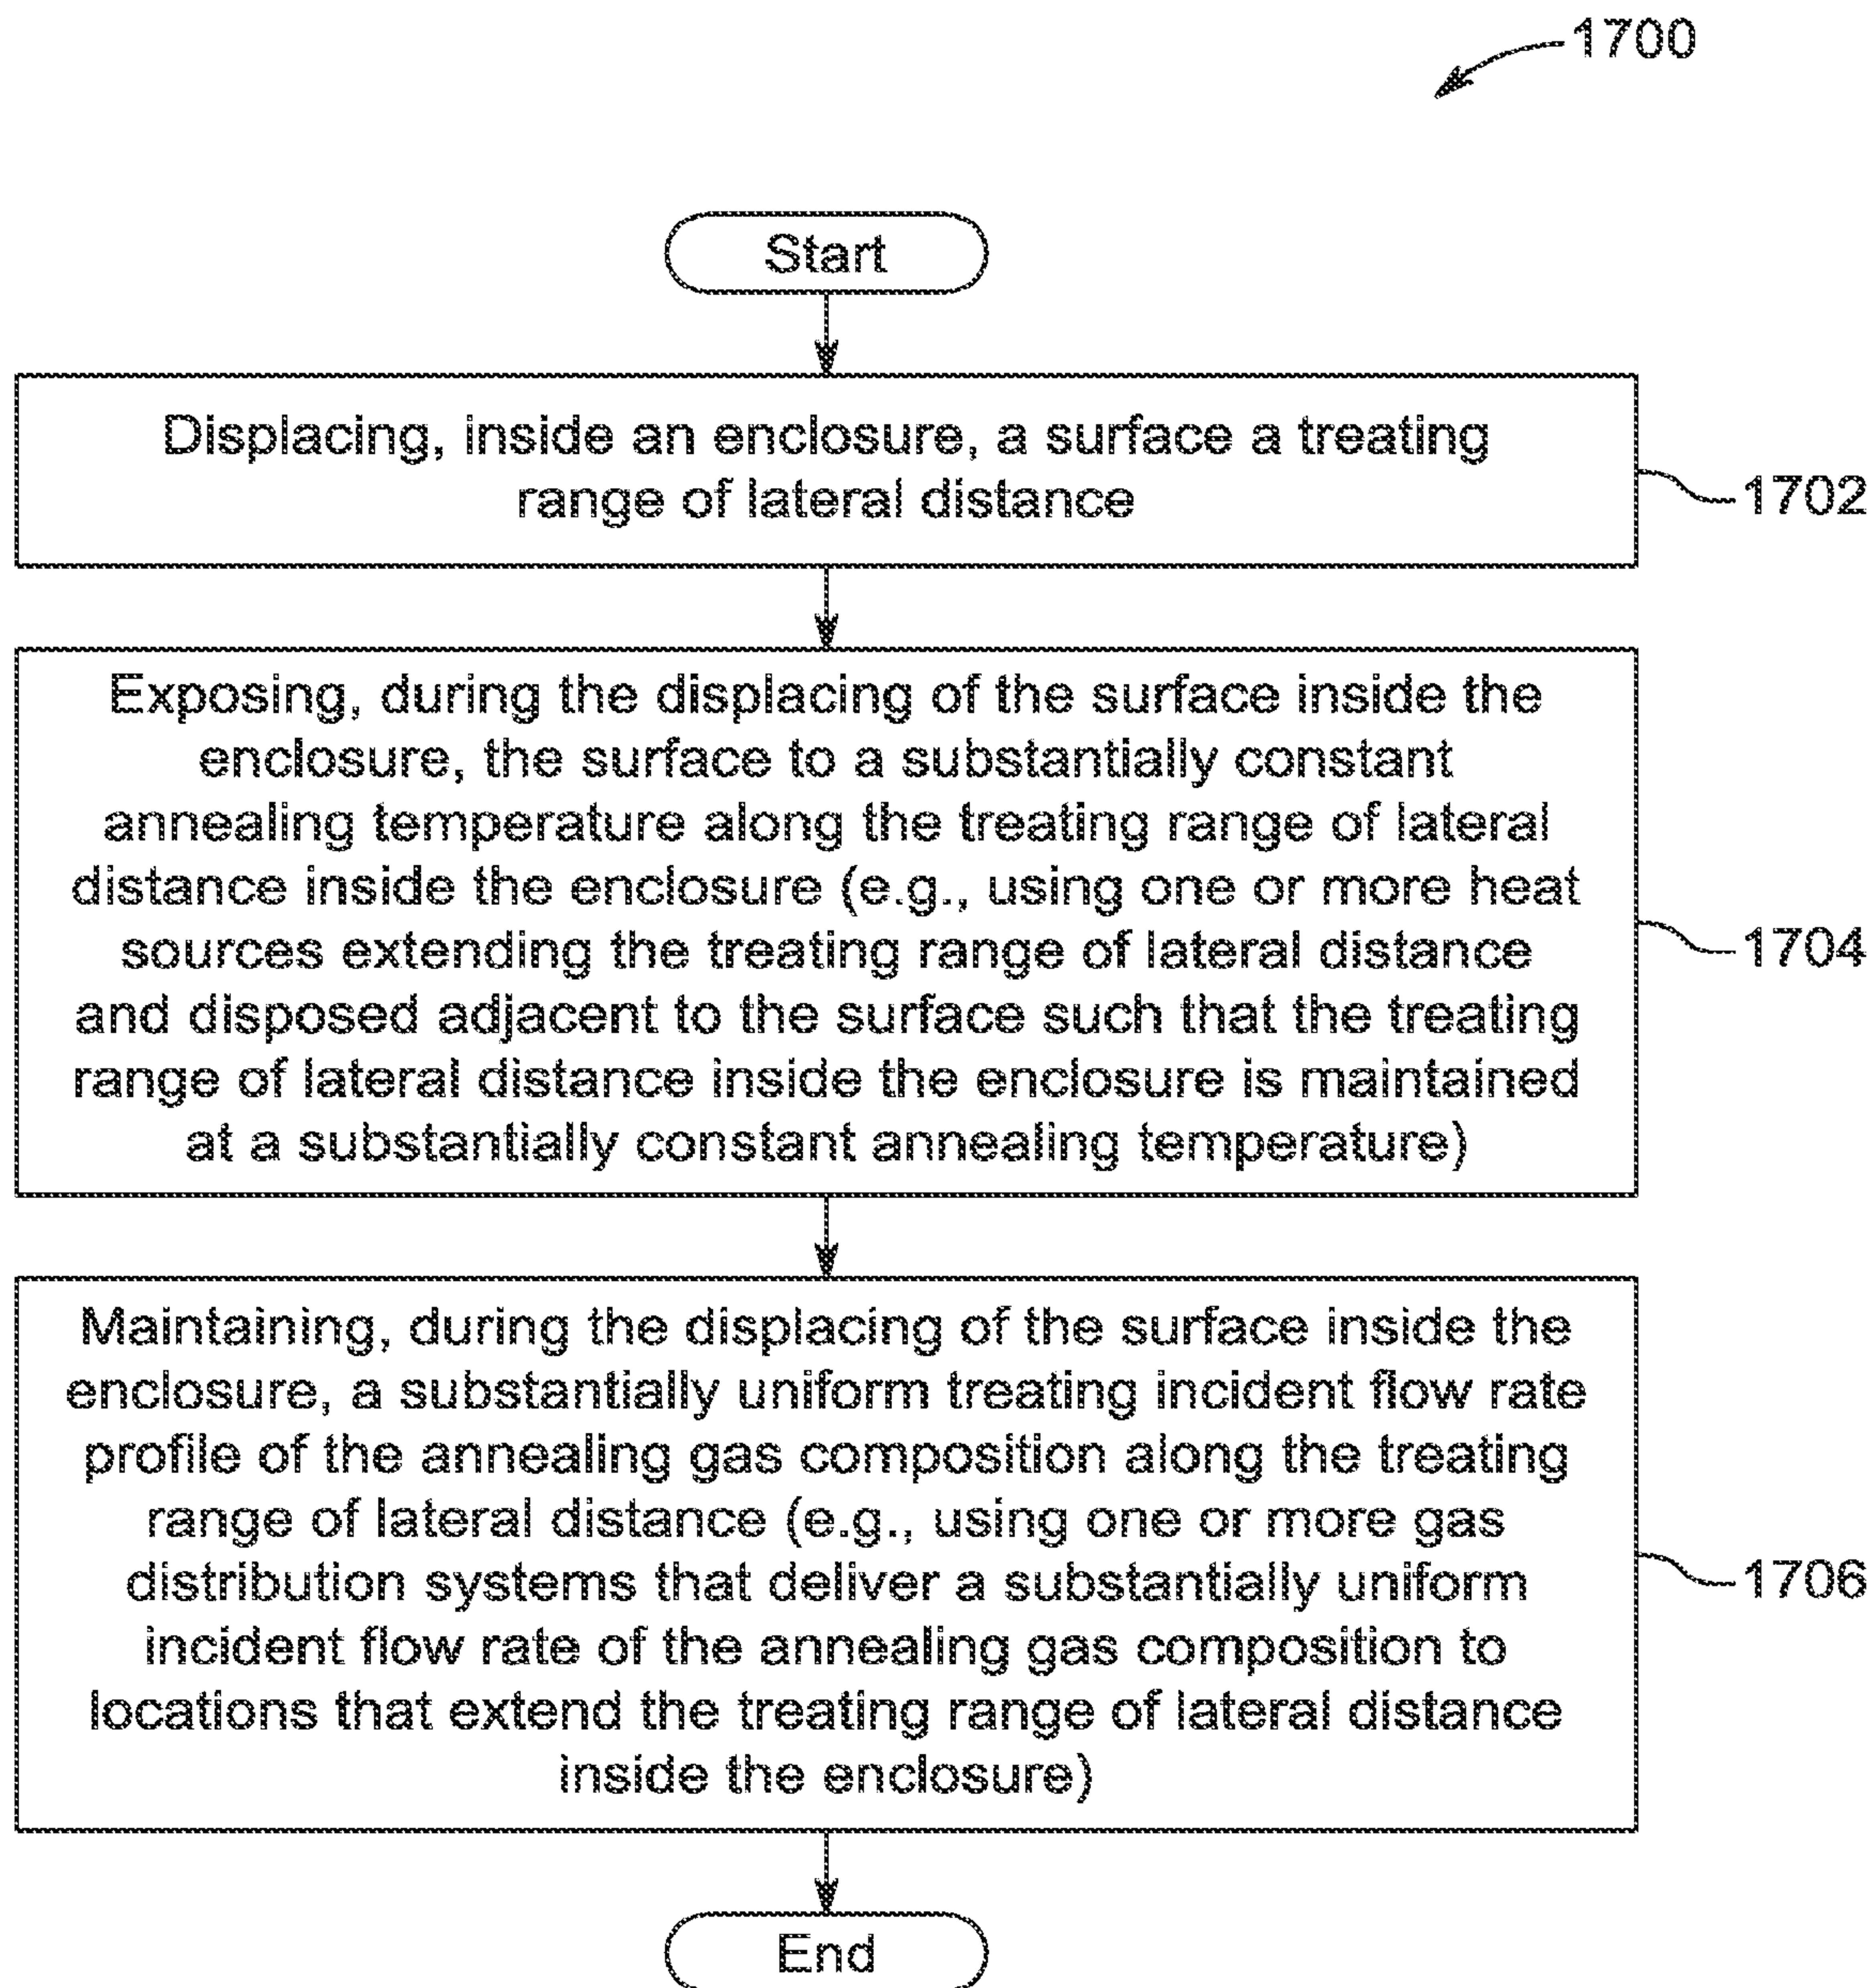 1700
Start
Displacing, inside an enclosure, a surface a treating
range of lateral distance
1702
Exposing, during the displacing of the surface inside the
enclosure, the surface to a substantially constant
annealing temperature along the treating range of lateral
distance inside the enclosure (e.g., using one or more heat
sources extending the treating range of lateral distance
and disposed adjacent to the surface such that the treating
range of lateral distance inside the enclosure is maintained
at a substantially constant annealing temperature)
1704
Maintaining, during the displacing of the surface inside the
enclosure, a substantially uniform treating incident flow rate
profile of the annealing gas composition along the treating
range of lateral distance (e.g., using one or more gas
distribution systems that deliver a substantially uniform
incident flow rate of the annealing gas composition to
locations that extend the treating range of lateral distance
inside the enclosure)
1706
End